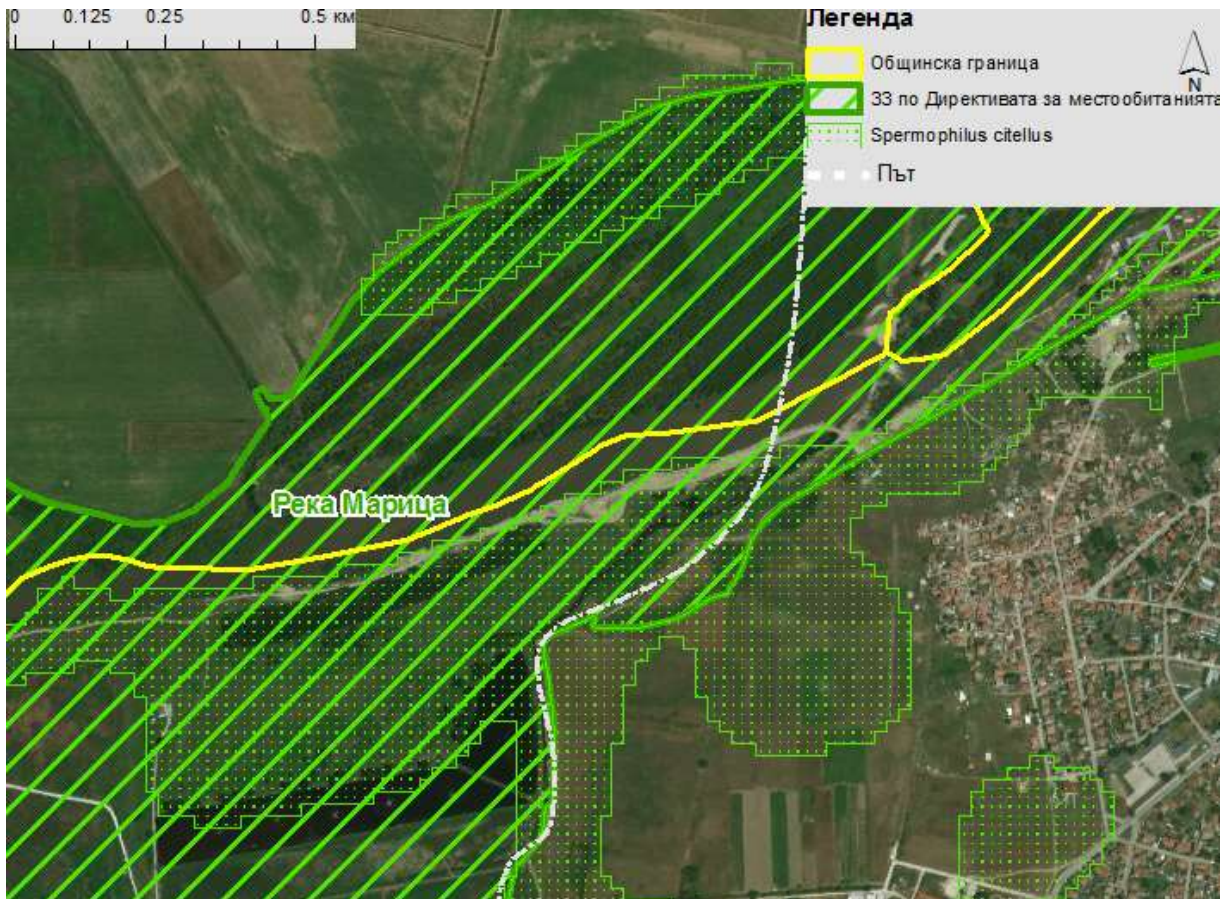 0 0.125 0.25 0.5 км
Легенда
Общинска граница
ЗЗ по Директивата за местообитанията
Spermophilus citellus
Път
N
Река Марица